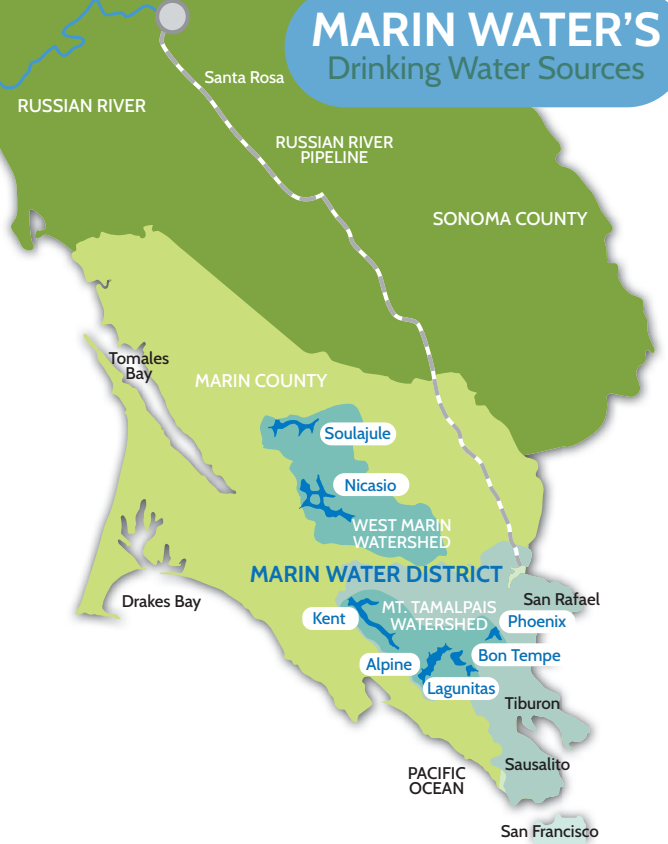 MARIN WATER'S
Drinking Water Sources
Santa Rosa
RUSSIAN RIVER
RUSSIAN RIVER
PIPELINE
SONOMA COUNTY
Tomales
Bay
MARIN COUNTY
Soulajule
Nicasio
WEST MARIN
WATERSHED
MARIN WATER DISTRICT
Drakes Bay
San Rafael
MT. TAMALPAIS
WATERSHED
Kent
Phoenix
Bon Tempe
Alpine
Lagunitas
Tiburon
Sausalito
PACIFIC
OCEAN
San Francisco